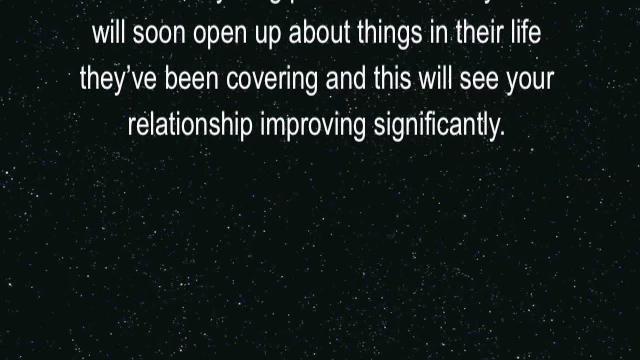 will soon open up about things in their life
they've been covering and this will see your
relationship improving significantly.